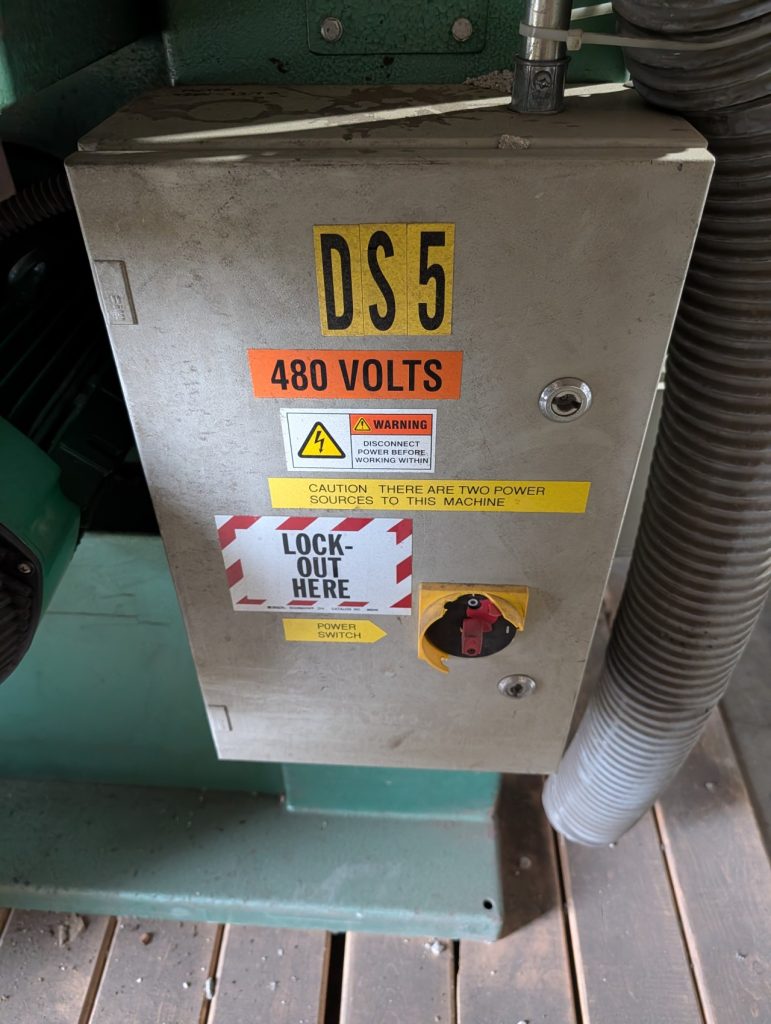 DS5
480 VOLTS
WARNING
DISCONNECT
POWER BEFORE
WORKING WITHIN
CAUTION THERE ARE TWO POWER
SOURCES TO THIS MACHINE
LOCK-
OUT
HERE
POWER
SWITCH